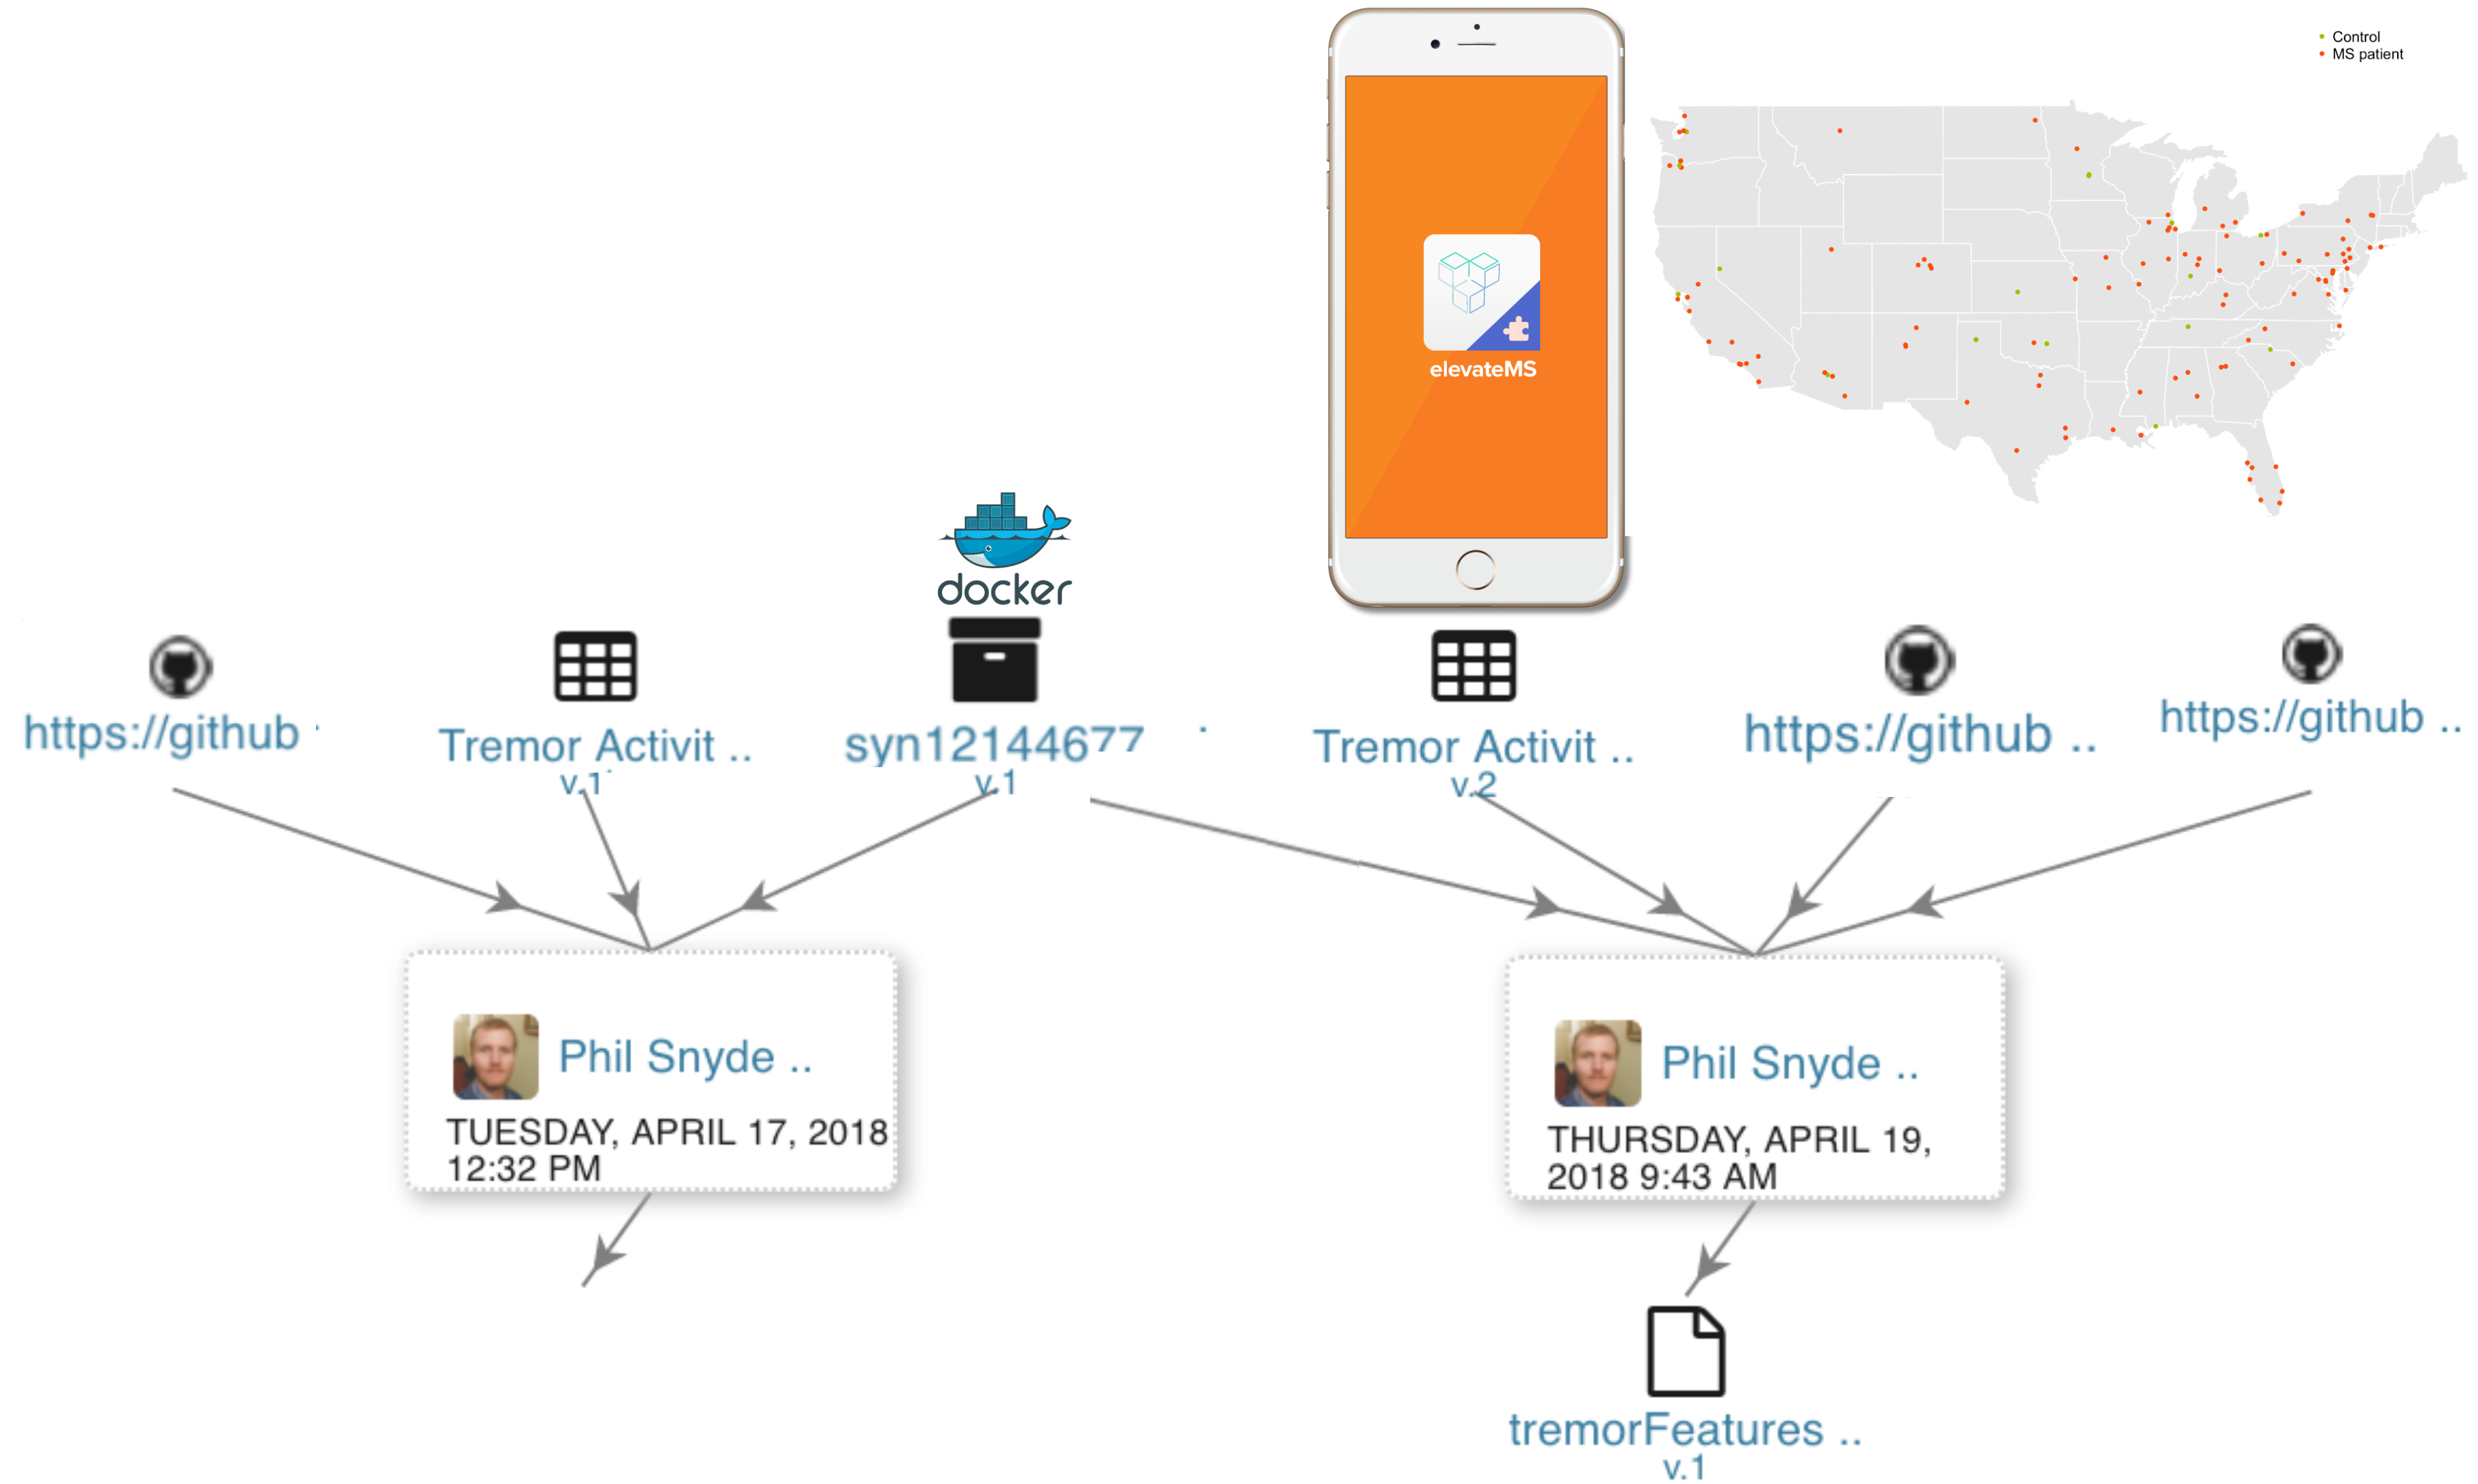 Control
MS patient
elevateMS
docker
https://github
Tremor Activit ..
v.1
syn12144677
v.1
Tremor Activit ..
v.2
https://github ..
https://github ..
Phil Snyde ..
TUESDAY, APRIL 17, 2018
12:32 PM
Phil Snyde ..
THURSDAY, APRIL 19,
2018 9:43 AM
tremorFeatures ..
v.1